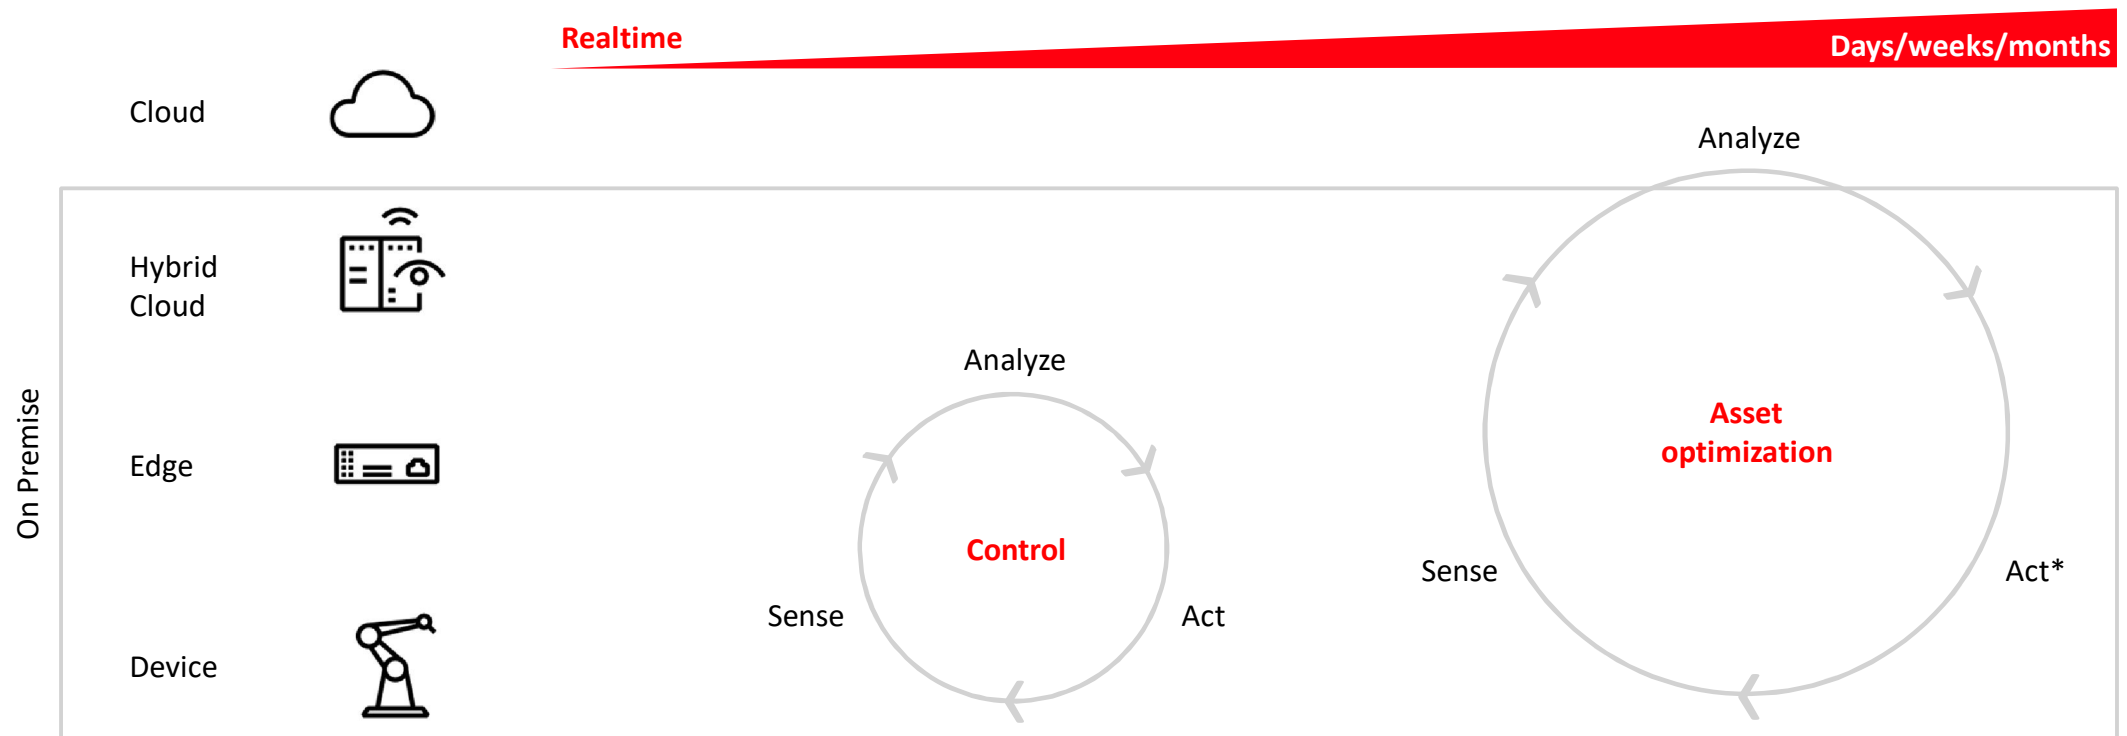 Realtime
Days/weeks/months
Cloud
Analyze
Hybrid
Cloud
Analyze
On Premise
Asset
optimization
Edge
Control
Sense
Act*
Sense
Act
Device